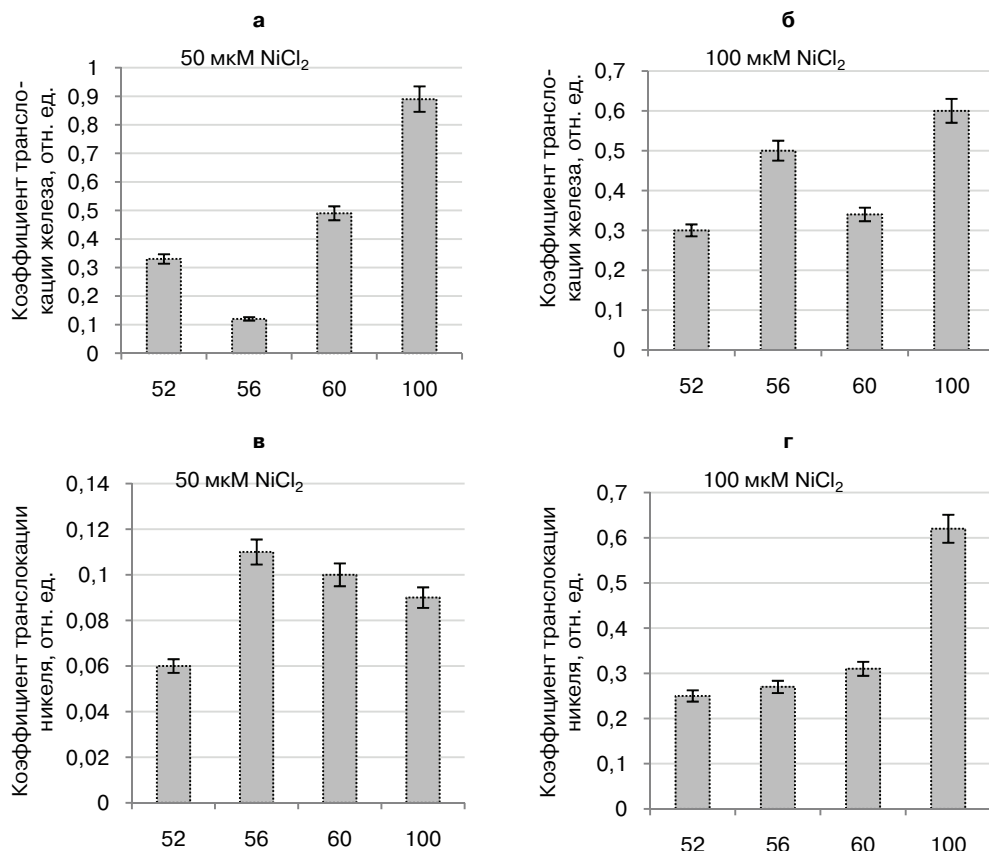 а
50 мкМ NiCl₂
Коэффициент трансло-
кации железа, отн. ед.
1
0,9
0,8
0,7
0,6
0,5
0,4
0,3
0,2
0,1
0
52 56 60 100
б
100 мкМ NiCl₂
Коэффициент трансло-
кации железа, отн. ед.
0,7
0,6
0,5
0,4
0,3
0,2
0,1
0
52 56 60 100
в
50 мкМ NiCl₂
Коэффициент транслокации
никеля, отн. ед.
0,14
0,12
0,1
0,08
0,06
0,04
0,02
0
52 56 60 100
г
100 мкМ NiCl₂
Коэффициент транслокации
никеля, отн. ед.
0,7
0,6
0,5
0,4
0,3
0,2
0,1
0
52 56 60 100